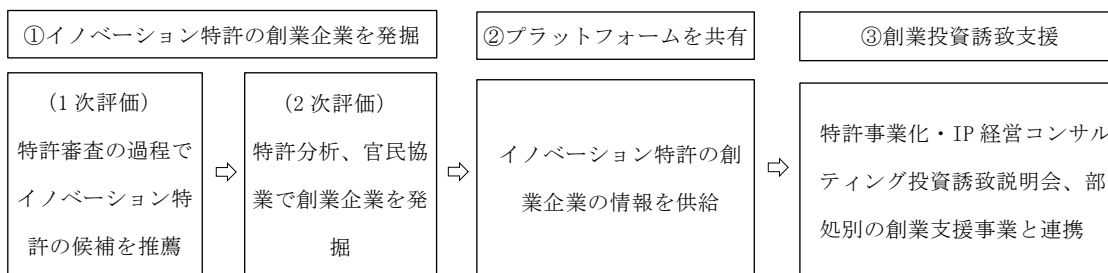 ①イノベーション特許の創業企業を発掘
②プラットフォームを共有
③創業投資誘致支援
(1 次評価)
特許審査の過程で
イノベーション特
許の候補を推薦
⇨
(2 次評価)
特許分析、官民協
業で創業企業を発
掘
⇨
イノベーション特許の創
業企業の情報を供給
⇨
特許事業化・IP 経営コンサル
ティング投資誘致説明会、部
処別の創業支援事業と連携